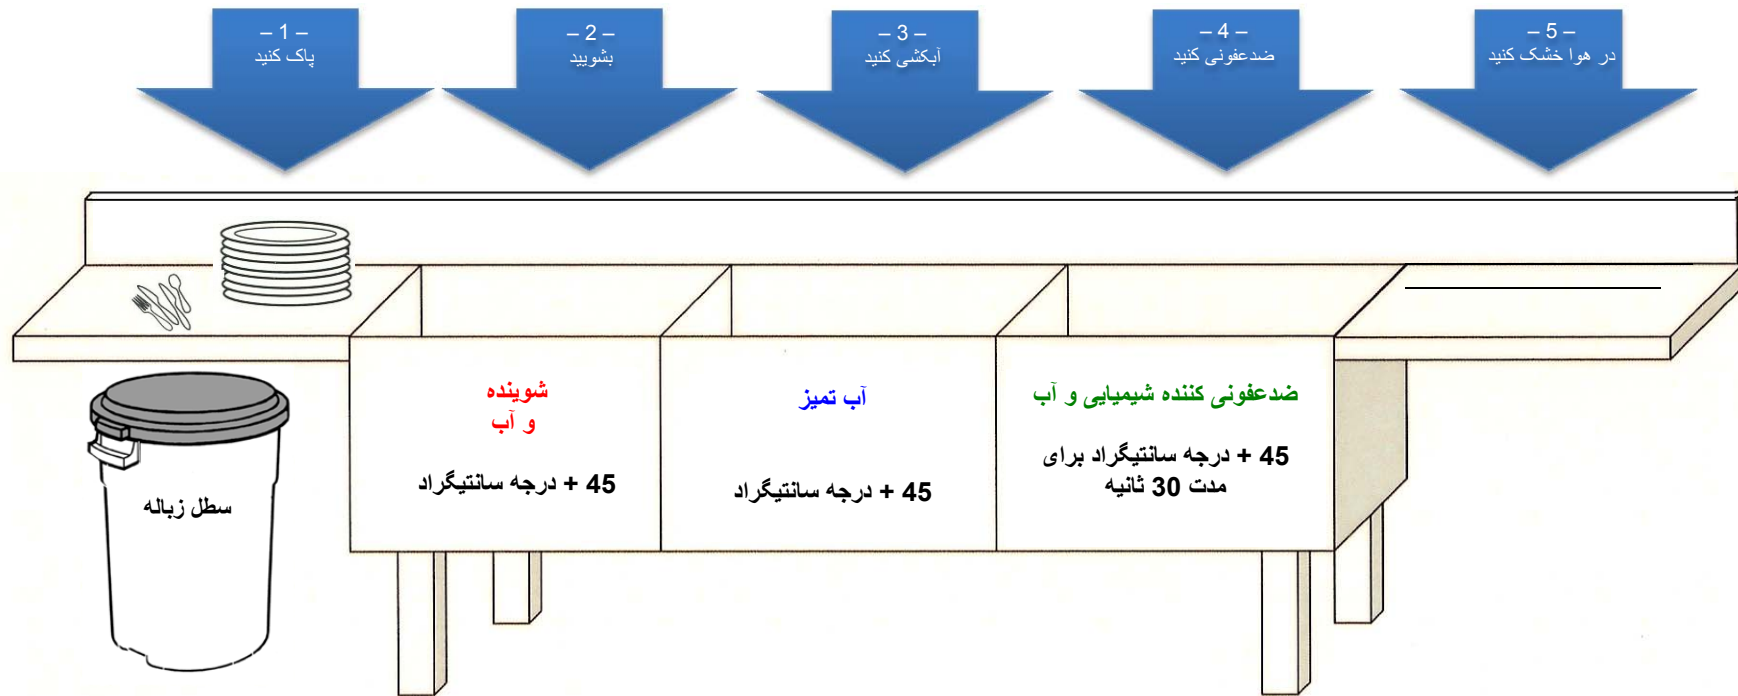 – 1 –
پاک کنید
– 2 –
بشویید
– 3 –
آبکشی کنید
– 4 –
ضدعفونی کنید
– 5 –
در هوا خشک کنید
شوینده
و آب
45 + درجه سانتیگراد
آب تمیز
45 + درجه سانتیگراد
ضدعفونی کننده شیمیایی و آب
45 + درجه سانتیگراد برای
مدت 30 ثانیه
سطل زباله